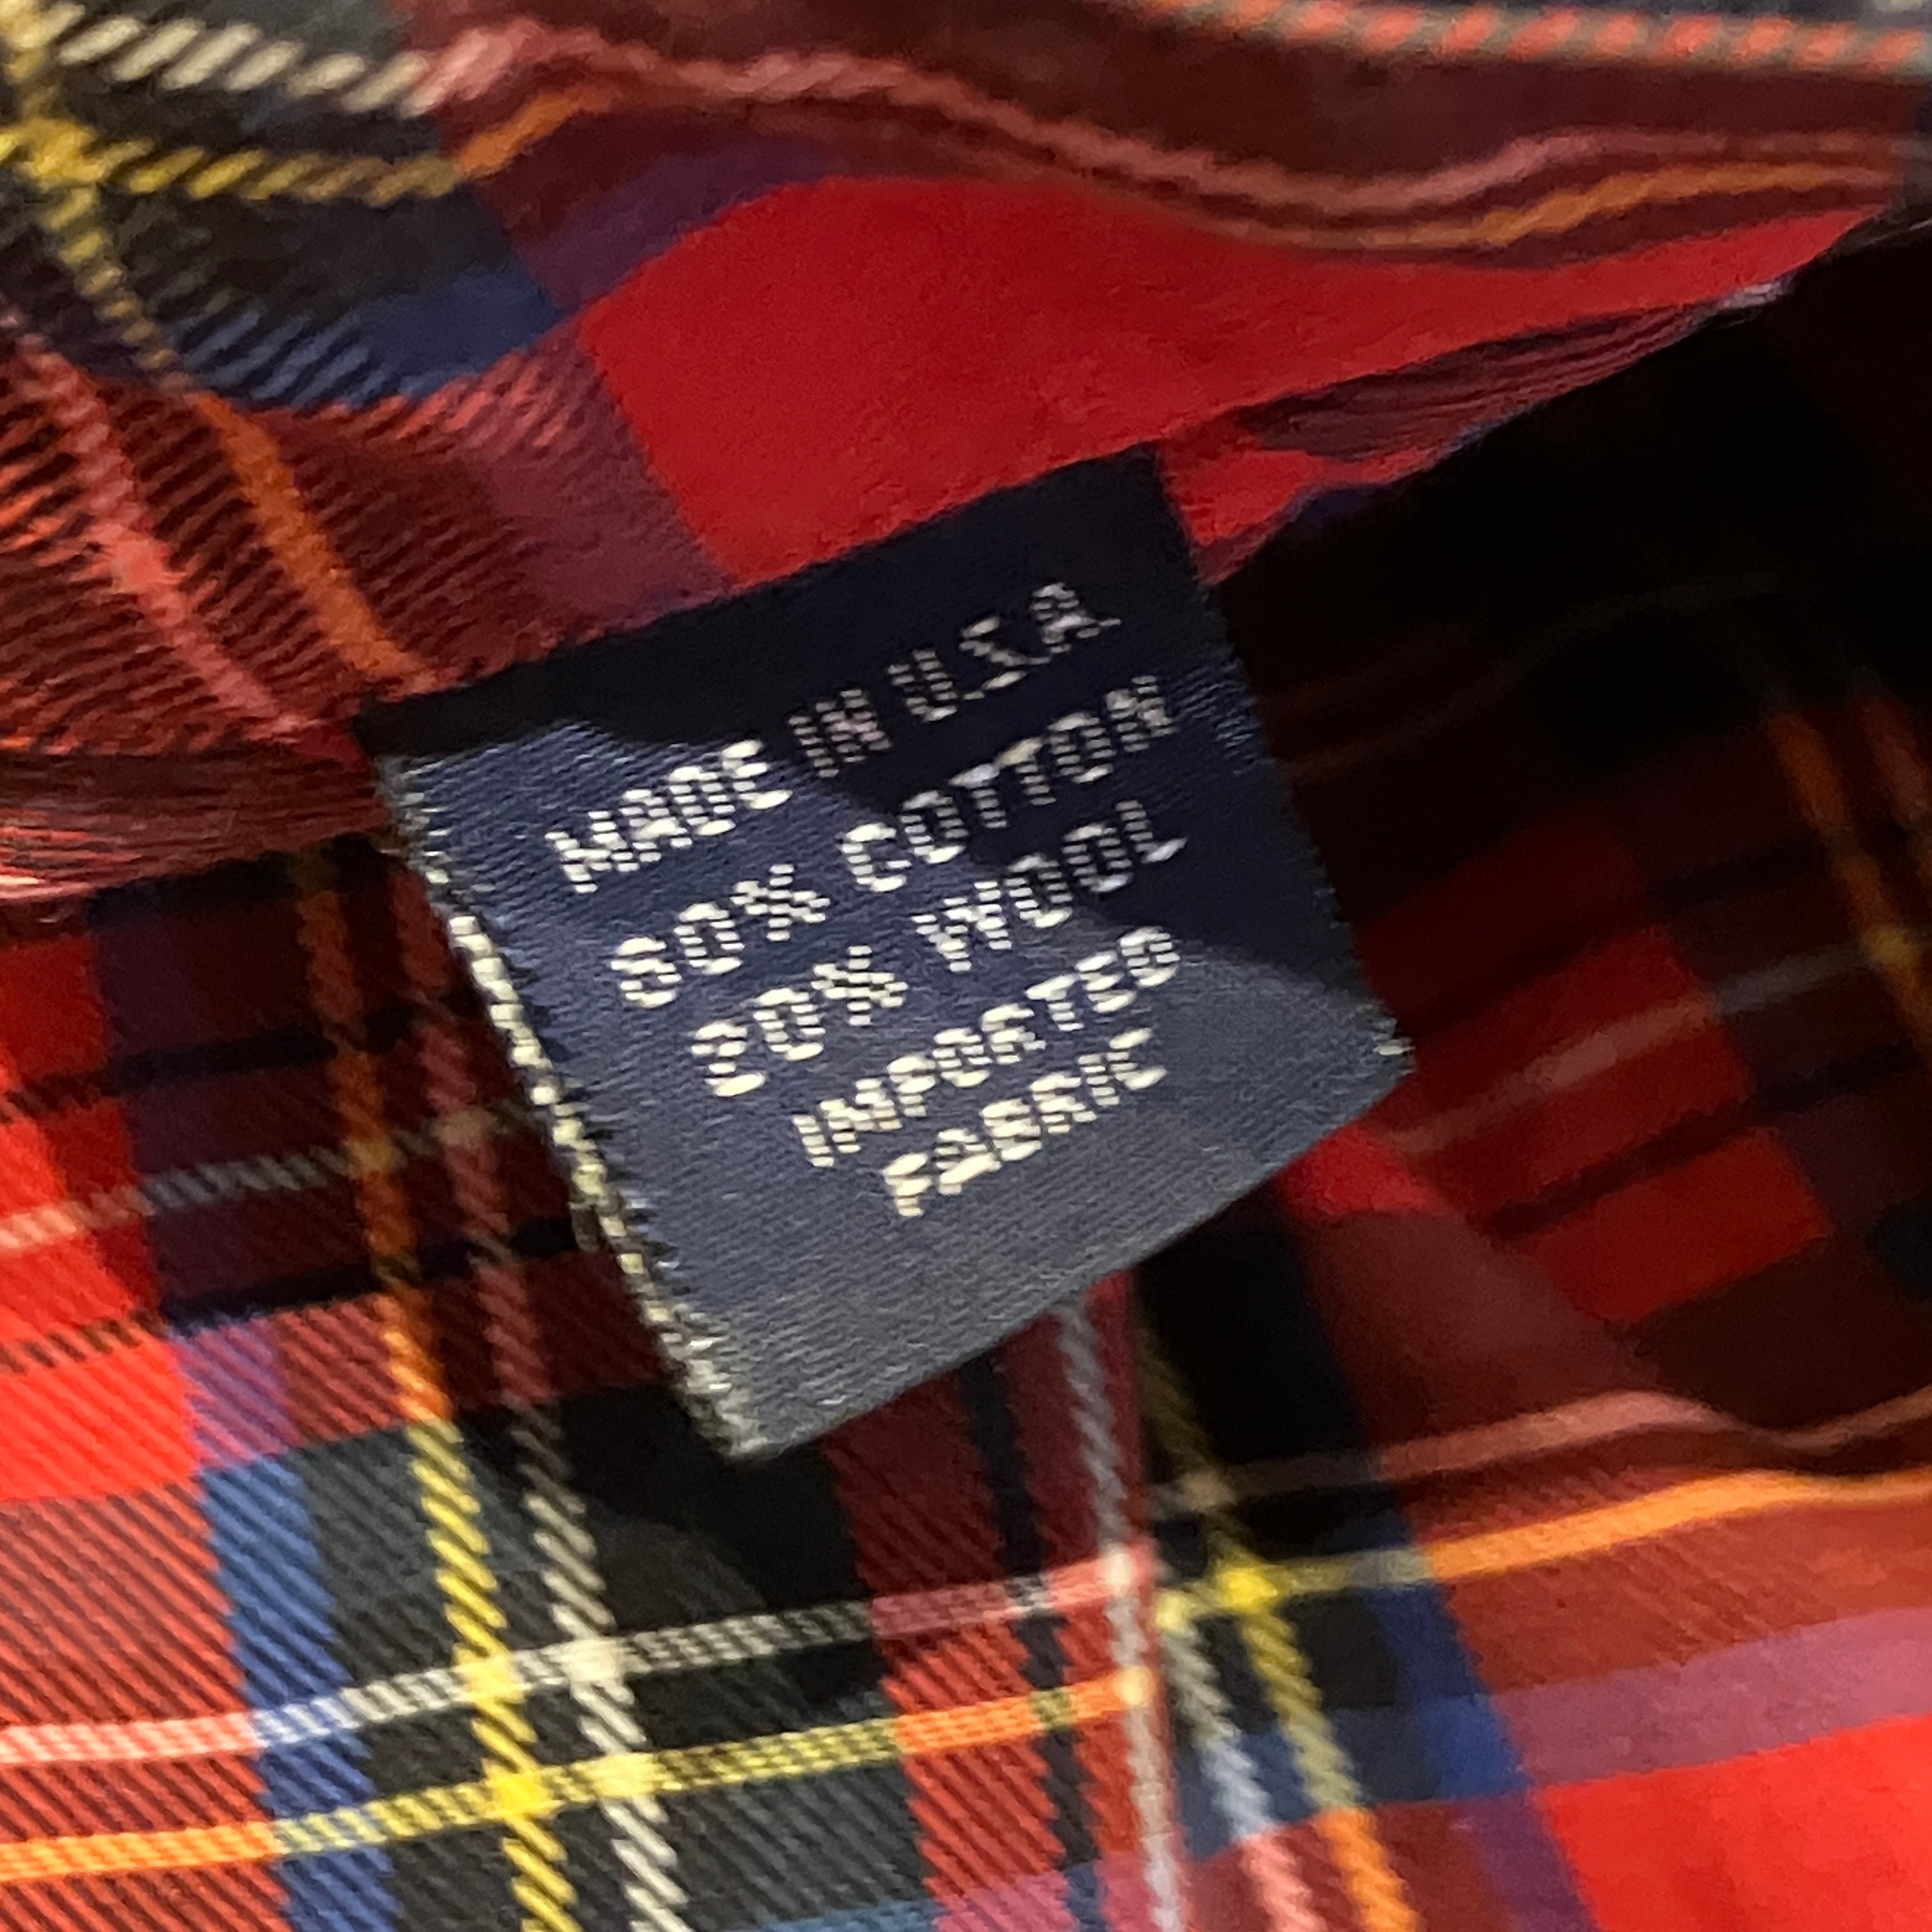 MADE IN U.S.A.
80% COTTON
20% WOOL
IMPORTED
FABRIC